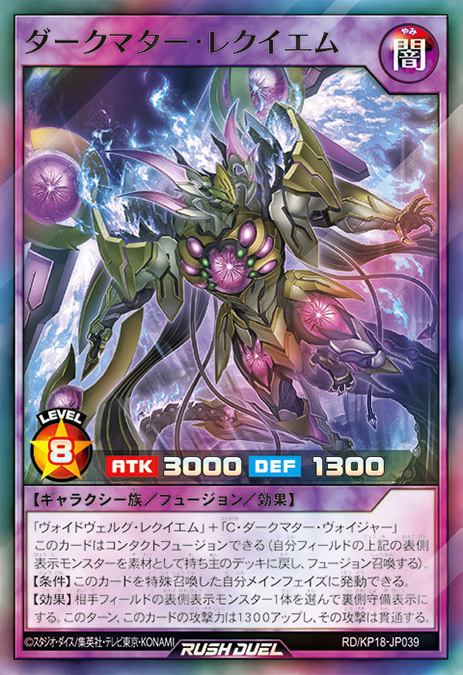 ダークマター・レクイエム
やみ
闇
LEVEL
8
ATK 3000 DEF 1300
【ギャラクシー族／フュージョン／効果】
「ヴォイドヴェルグ・レクイエム」+「C・ダークマター・ヴォイジャー」
このカードはコンタクトフュージョンできる（自分フィールドの上記の表側
表示モンスターを素材として持ち主のデッキに戻し、フュージョン召喚する）。
【条件】このカードを特殊召喚した自分メインフェイズに発動できる。
【効果】相手フィールドの表側表示モンスター1体を選んで裏側守備表示に
する。このターン、このカードの攻撃力は1300アップし、その攻撃は貫通する。
©スタジオ・ダイス/集英社・テレビ東京・KONAMI
RUSH DUEL
RD/KP18-JP039